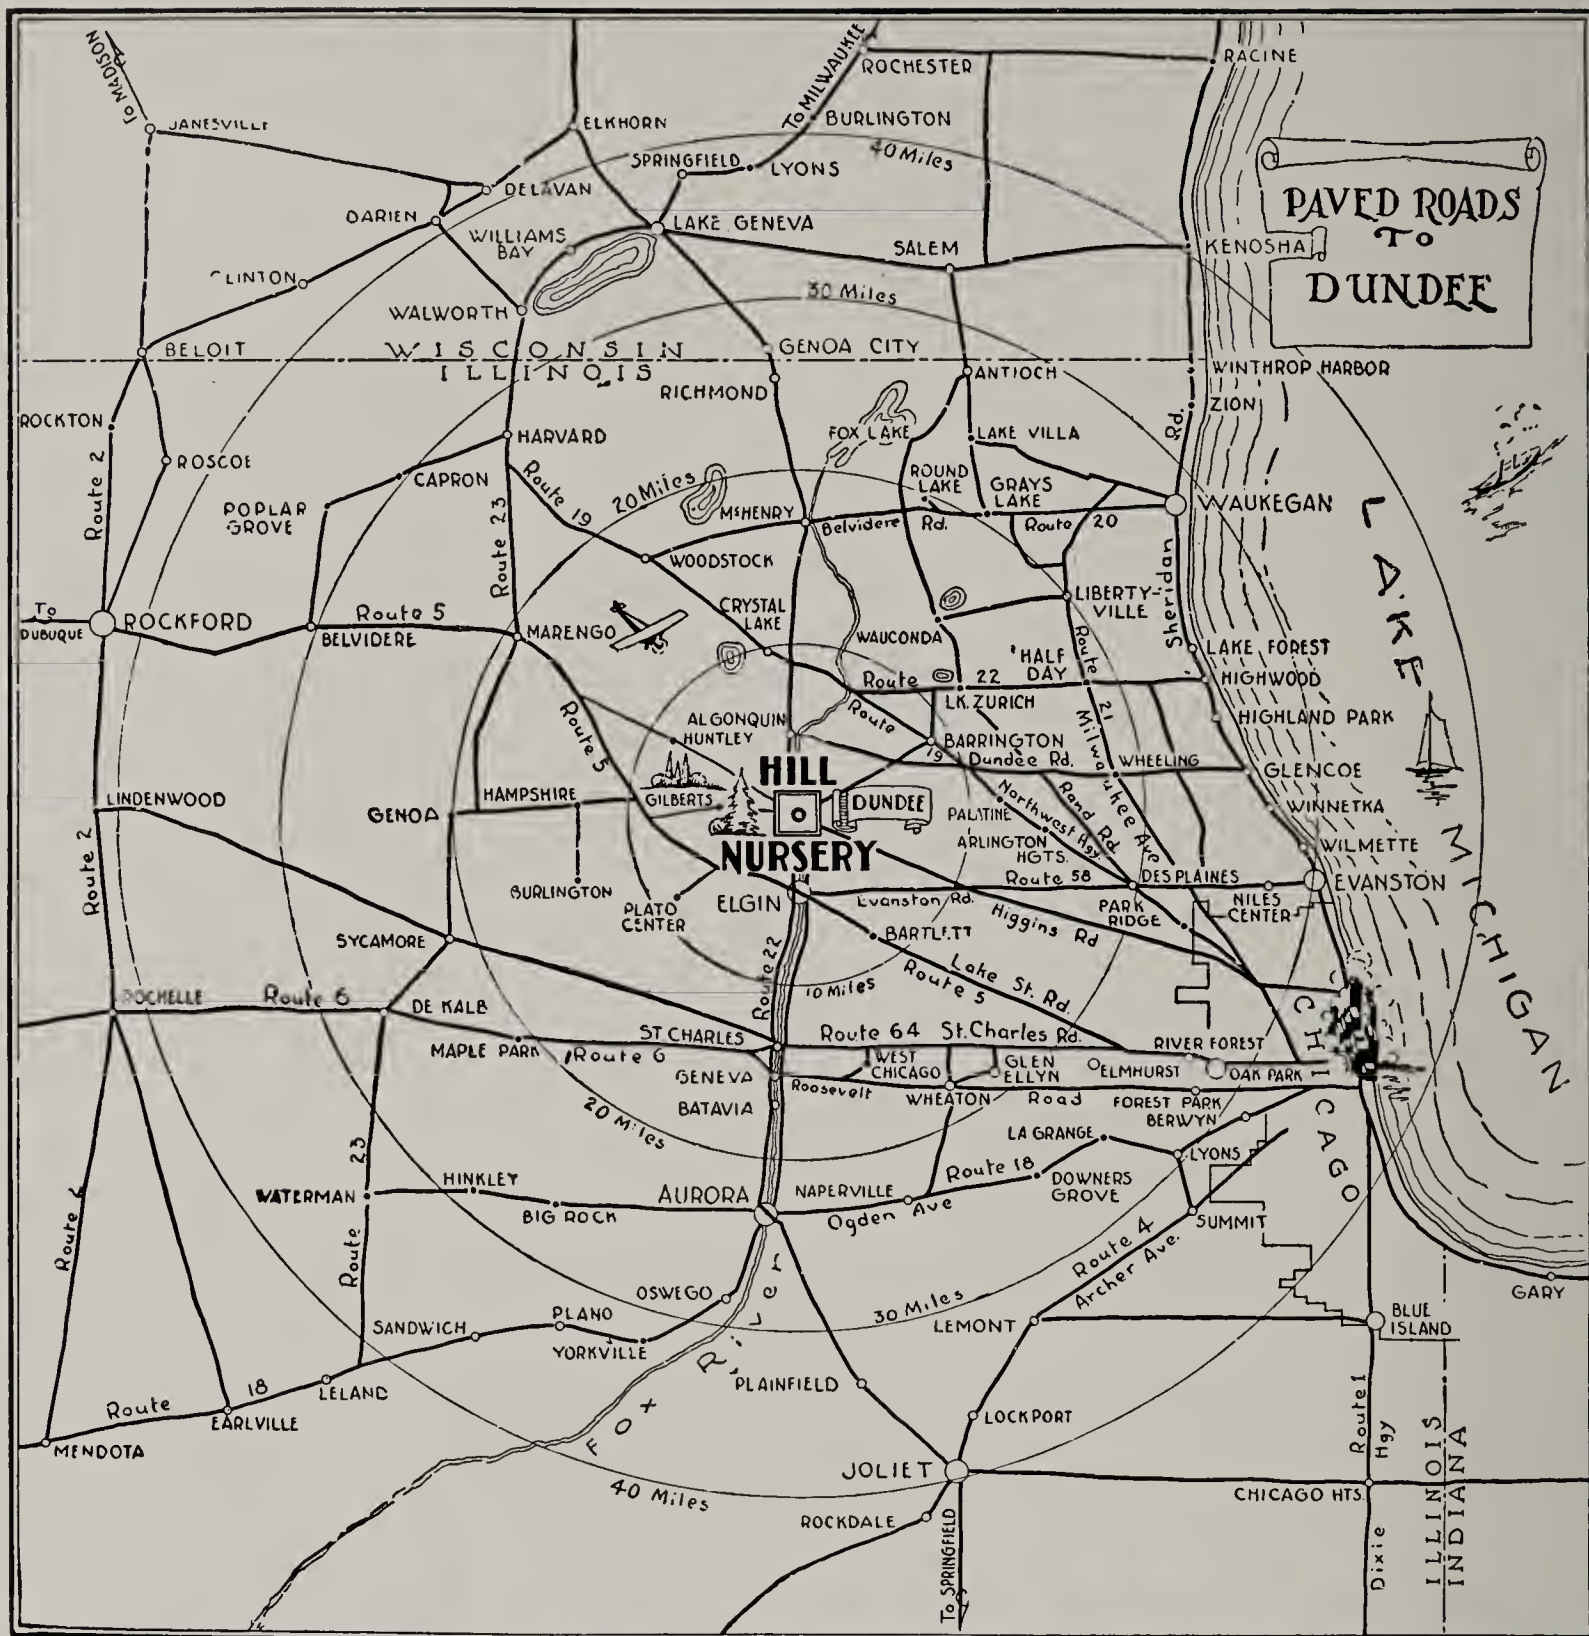 PAVED ROADS
TO
DUNDEE
To MADISON
JANESVILLE
ELKHORN
To MILWAUKEE
ROCHESTER
RACINE
BURLINGTON
SPRINGFIELD
LYONS
40 Miles
DELAVAN
DARIEN
WILLIAMS
BAY
LAKE GENEVA
SALEM
KENOSHA
CLINTON
WALWORTH
30 Miles
BELOIT
WISCONSIN
ILLINOIS
GENOA CITY
RICHMOND
ANTIOCH
WINTHROP HARBOR
ZION
ROCKTON
Route 2
ROSCOE
HARVARD
CAPRON
POPLAR
GROVE
Route 23
Route 19
20 Miles
FOX LAKE
LAKE VILLA
ROUND
LAKE
GRAYS
LAKE
McHENRY
Belvidere Rd.
Route 20
WAUKEGAN
Sheridan Rd.
WOODSTOCK
CRYSTAL
LAKE
LIBERTY-
VILLE
To
DUBUQUE
ROCKFORD
Route 5
BELVIDERE
MARENGO
WAUCONDA
LAKE FOREST
HALF
DAY
Route 22
HIGHWOOD
LK. ZURICH
Route 21
Milwaukee Ave
HIGHLAND PARK
ALGONQUIN
HUNTLEY
Route 19
BARRINGTON
Dundee Rd.
WHEELING
GLENCOE
Route 5
HILL
NURSERY
DUNDEE
GILBERTS
HAMPSHIRE
GENOA
LINDENWOOD
Route 2
PALATINE
Northwest Hgy
Rand Rd.
ARLINGTON
HGTS.
WINNETKA
WILMETTE
EVANSTON
BURLINGTON
PLATO
CENTER
ELGIN
Evanston Rd.
Route 58
DES PLAINES
NILES
CENTER
PARK
RIDGE
Higgins Rd
SYCAMORE
BARTLETT
Lake St. Rd.
Route 5
Route 22
10 Miles
LAKE MICHIGAN
ROCHELLE
Route 6
DE KALB
MAPLE PARK
Route 6
ST CHARLES
Route 64 St. Charles Rd.
RIVER FOREST
GENEVA
WEST
CHICAGO
GLEN
ELLYN
ELMHURST
OAK PARK
CHICAGO
BATAVIA
Roosevelt Road
WHEATON
FOREST PARK
BERWYN
20 Miles
Route 23
LA GRANGE
LYONS
WATERMAN
HINKLEY
BIG ROCK
AURORA
NAPERVILLE
Ogden Ave
Route 18
DOWNERS
GROVE
SUMMIT
Route 4
Archer Ave.
GARY
OSWEGO
30 Miles
LEMONT
BLUE
ISLAND
SANDWICH
PLANO
YORKVILLE
Fox River
PLAINFIELD
LELAND
Route 18
EARLVILLE
MENDOTA
LOCKPORT
Route 1
Dixie Hgy
ILLINOIS
INDIANA
JOLIET
CHICAGO HTS.
40 Miles
ROCKDALE
To SPRINGFIELD